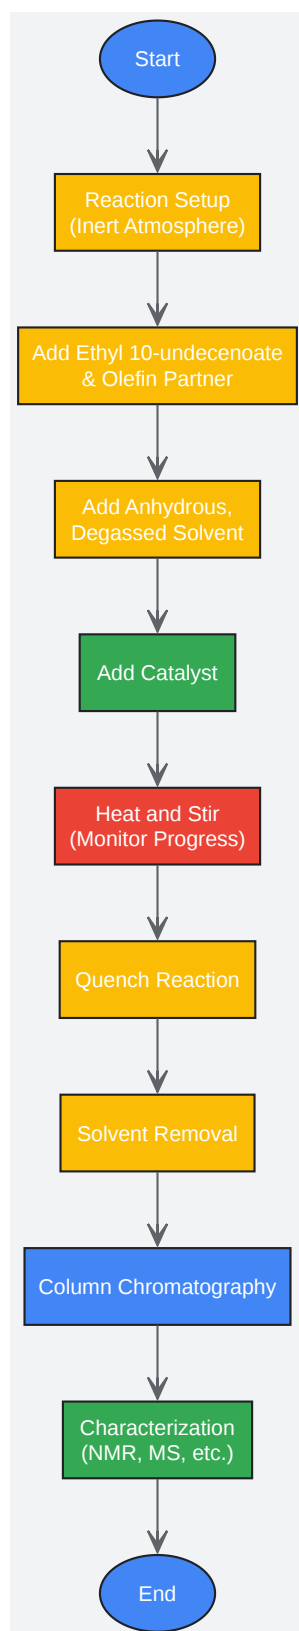 Start
Reaction Setup
(Inert Atmosphere)
Add Ethyl 10-undecenoate
& Olefin Partner
Add Anhydrous,
Degassed Solvent
Add Catalyst
Heat and Stir
(Monitor Progress)
Quench Reaction
Solvent Removal
Column Chromatography
Characterization
(NMR, MS, etc.)
End